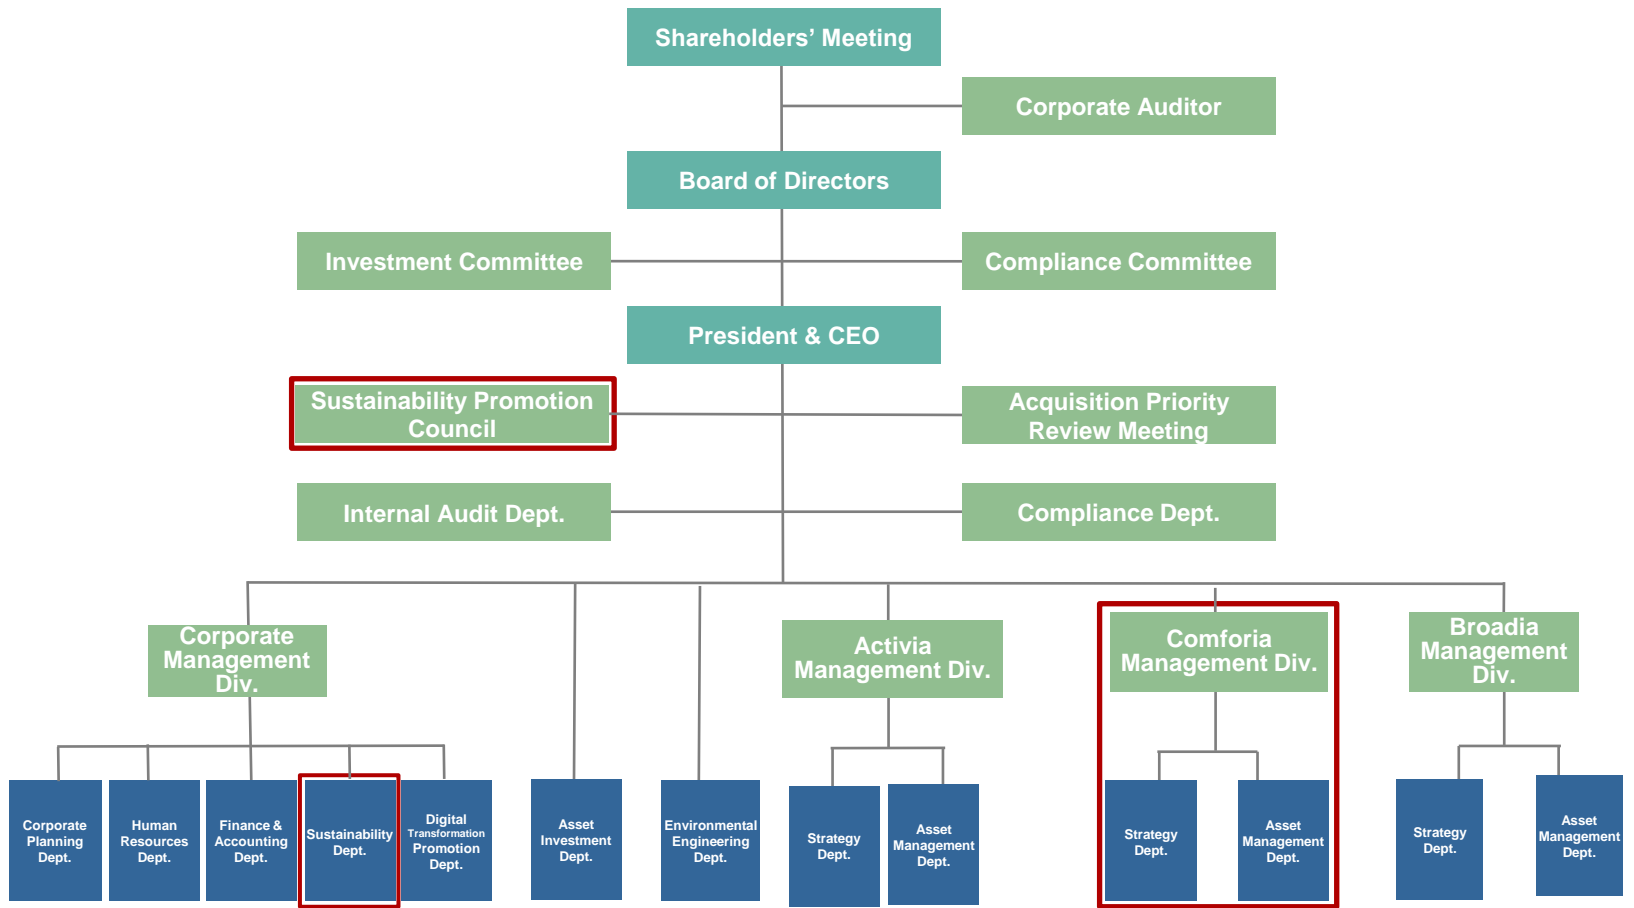 Shareholders’ Meeting
Corporate Auditor
Board of Directors
Investment Committee
Compliance Committee
President & CEO
Sustainability Promotion
Council
Acquisition Priority
Review Meeting
Internal Audit Dept.
Compliance Dept.
Corporate
Management
Div.
Activia
Management Div.
Comforia
Management Div.
Broadia
Management
Div.
Corporate
Planning
Dept.
Human
Resources
Dept.
Finance &
Accounting
Dept.
Sustainability
Dept.
Digital
Transformation
Promotion
Dept.
Asset
Investment
Dept.
Environmental
Engineering
Dept.
Strategy
Dept.
Asset
Management
Dept.
Strategy
Dept.
Asset
Management
Dept.
Strategy
Dept.
Asset
Management
Dept.